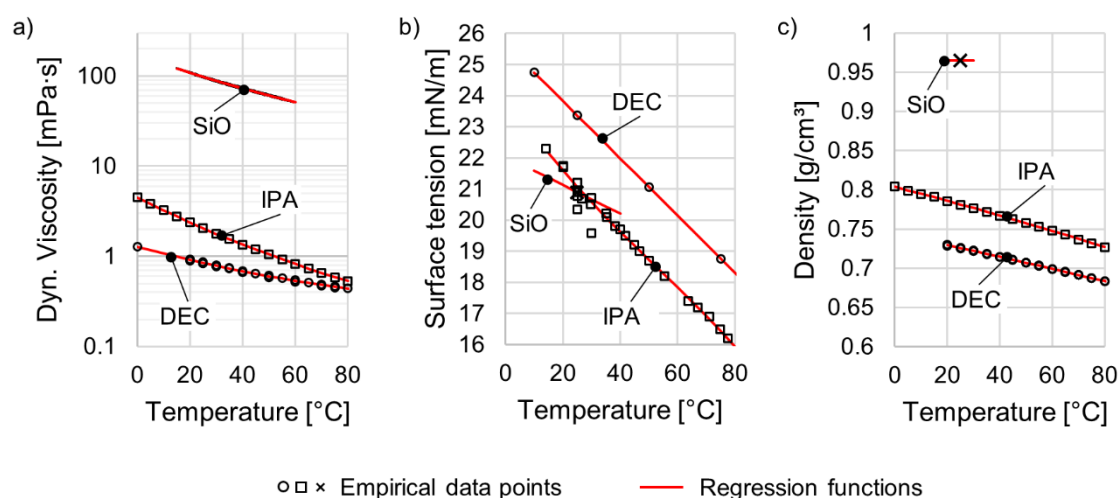 a)
Dyn. Viscosity [mPa·s]
100
10
1
0.1
SiO
IPA
DEC
0 20 40 60 80
Temperature [°C]
b)
Surface tension [mN/m]
26
25
24
23
22
21
20
19
18
17
16
DEC
SiO
IPA
0 20 40 60 80
Temperature [°C]
c)
Density [g/cm³]
1
0.95
0.9
0.85
0.8
0.75
0.7
0.65
0.6
SiO
IPA
DEC
0 20 40 60 80
Temperature [°C]
Empirical data points
Regression functions